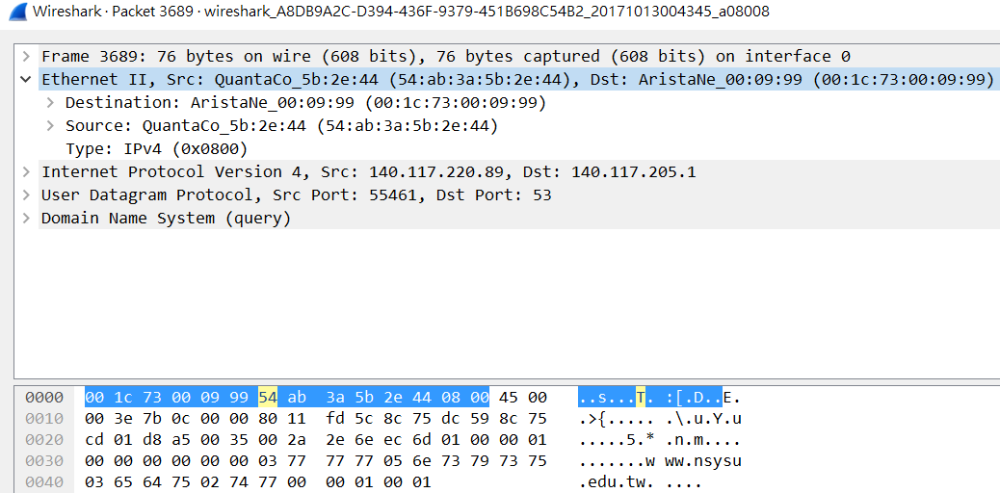 Wireshark · Packet 3689 · wireshark_A8DB9A2C-D394-436F-9379-451B698C54B2_20171013004345_a08008
Frame 3689: 76 bytes on wire (608 bits), 76 bytes captured (608 bits) on interface 0
Ethernet II, Src: QuantaCo_5b:2e:44 (54:ab:3a:5b:2e:44), Dst: AristaNe_00:09:99 (00:1c:73:00:09:99)
Destination: AristaNe_00:09:99 (00:1c:73:00:09:99)
Source: QuantaCo_5b:2e:44 (54:ab:3a:5b:2e:44)
Type: IPv4 (0x0800)
Internet Protocol Version 4, Src: 140.117.220.89, Dst: 140.117.205.1
User Datagram Protocol, Src Port: 55461, Dst Port: 53
Domain Name System (query)
0000 00 1c 73 00 09 99 54 ab 3a 5b 2e 44 08 00 45 00 ..s...T. :[.D..E.
0010 00 3e 7b 0c 00 00 80 11 fd 5c 8c 75 dc 59 8c 75 .>{..... .\.u.Y.u
0020 cd 01 d8 a5 00 35 00 2a 2e 6e ec 6d 01 00 00 01 .....5.* .n.m....
0030 00 00 00 00 00 00 03 77 77 77 05 6e 73 79 73 75 .......w ww.nsysu
0040 03 65 64 75 02 74 77 00 00 01 00 01 .edu.tw. ....